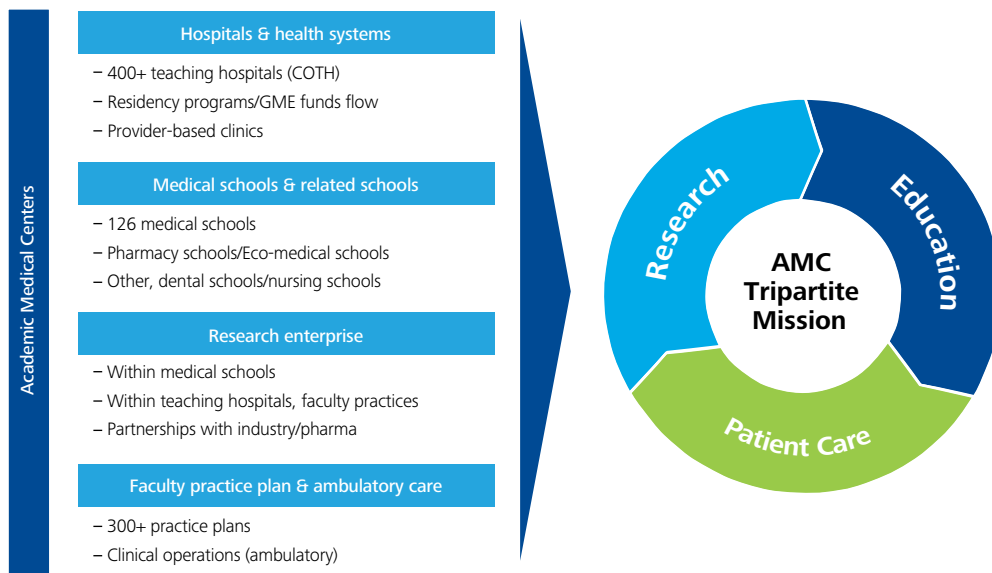 Academic Medical Centers
Hospitals & health systems
– 400+ teaching hospitals (COTH)
– Residency programs/GME funds flow
– Provider-based clinics
Medical schools & related schools
– 126 medical schools
– Pharmacy schools/Eco-medical schools
– Other, dental schools/nursing schools
Research enterprise
– Within medical schools
– Within teaching hospitals, faculty practices
– Partnerships with industry/pharma
Faculty practice plan & ambulatory care
– 300+ practice plans
– Clinical operations (ambulatory)
Research
Education
Patient Care
AMC
Tripartite
Mission